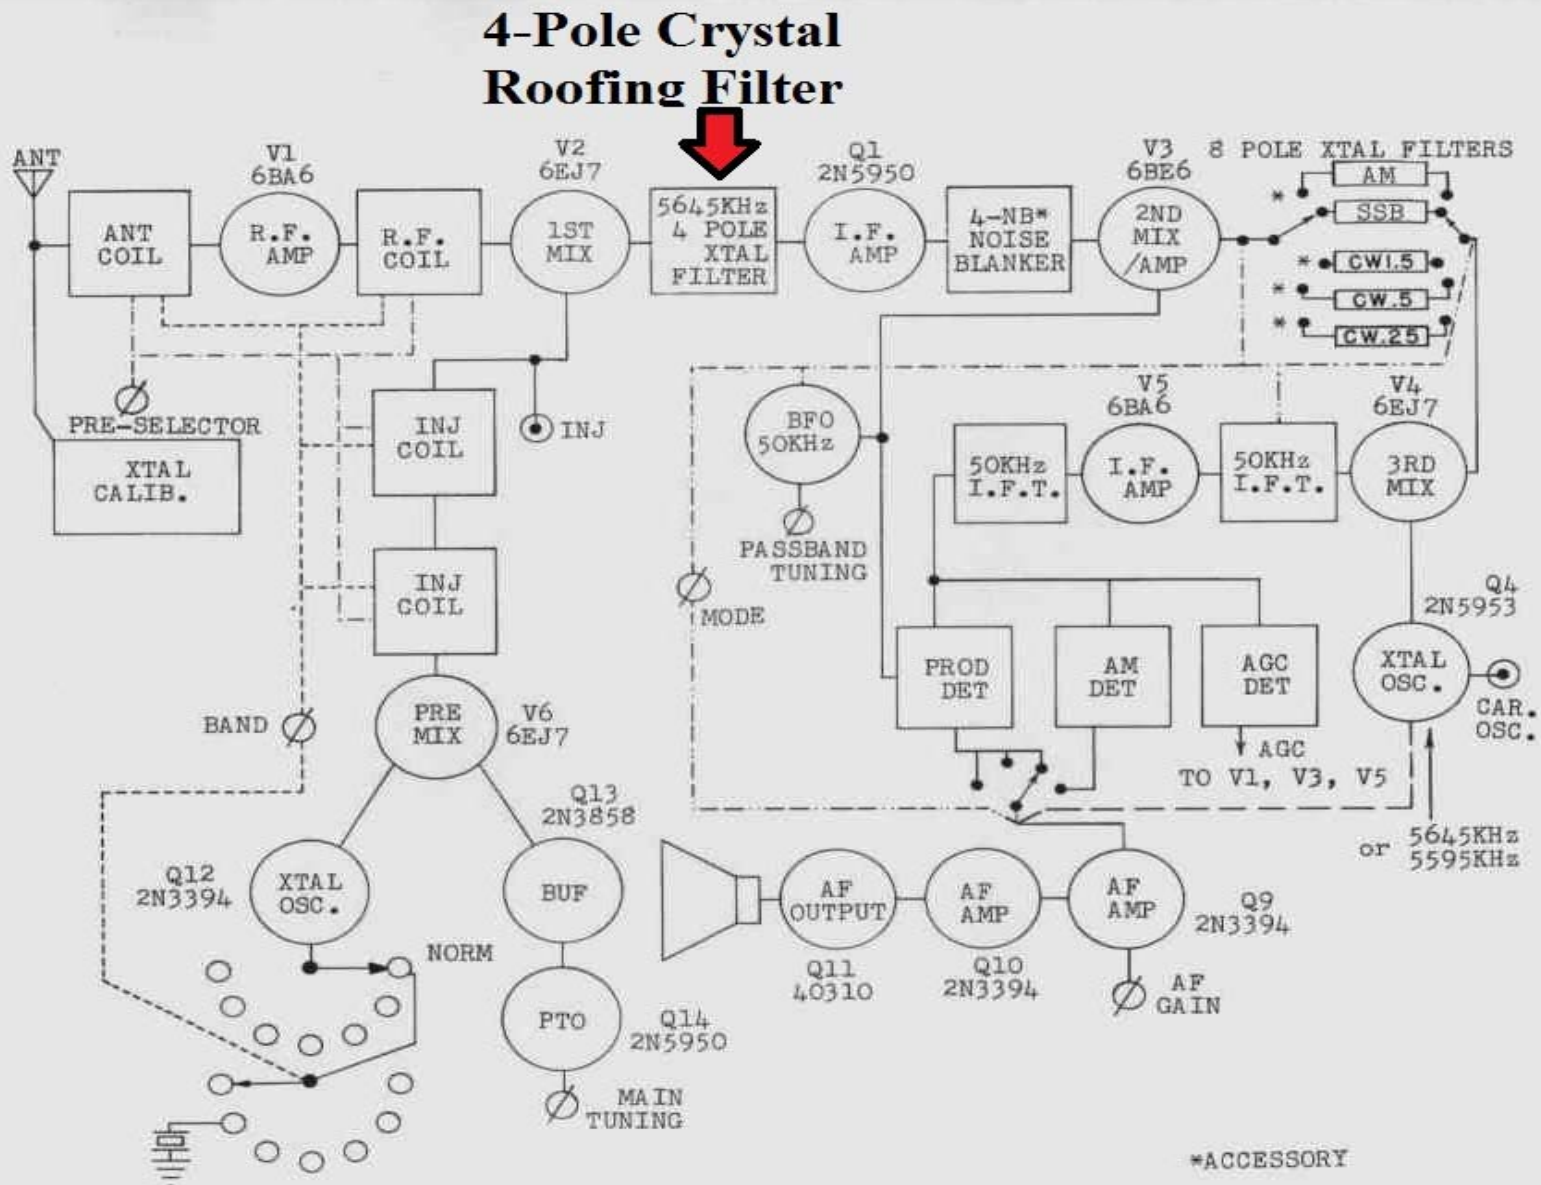 4-Pole Crystal
Roofing Filter
ANT
V1
6BA6
V2
6EJ7
Q1
2N5950
V3
6BE6
8 POLE XTAL FILTERS
ANT
COIL
R.F.
AMP
R.F.
COIL
1ST
MIX
5645KHz
4 POLE
XTAL
FILTER
I.F.
AMP
4-NB*
NOISE
BLANKER
2ND
MIX
/AMP
* AM
SSB
* CW1.5
* CW.5
* CW.25
PRE-SELECTOR
XTAL
CALIB.
INJ
COIL
INJ
BFO
50KHz
PASSBAND
TUNING
V5
6BA6
V4
6EJ7
50KHz
I.F.T.
I.F.
AMP
50KHz
I.F.T.
3RD
MIX
INJ
COIL
MODE
Q4
2N5953
PROD
DET
AM
DET
AGC
DET
XTAL
OSC.
CAR.
OSC.
AGC
TO V1, V3, V5
BAND
PRE
MIX
V6
6EJ7
or 5645KHz
5595KHz
Q13
2N3858
Q12
2N3394
XTAL
OSC.
BUF
AF
OUTPUT
AF
AMP
AF
AMP
Q9
2N3394
NORM
Q11
40310
Q10
2N3394
AF
GAIN
PTO
Q14
2N5950
MAIN
TUNING
*ACCESSORY